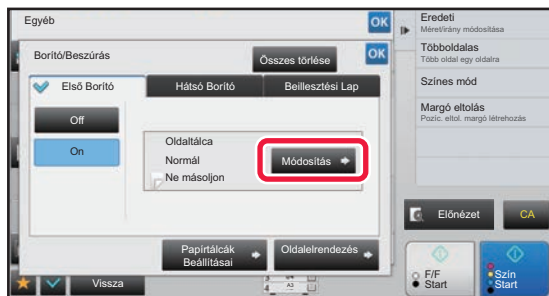 Egyéb
OK
Borító/Beszúrás
Összes törlése
OK
Első Borító
Hátsó Borító
Beillesztési Lap
Off
On
Oldaltálca
Normál
Ne másoljon
Módosítás
Papírtálcák
Beállításai
Oldalelrendezés
Vissza
Eredeti
Méret/irány módosítása
Többoldalas
Több oldal egy oldalra
Színes mód
Margó eltolás
Pozíc. eltol. margó létrehozás
Előnézet
CA
F/F
Start
Szín
Start